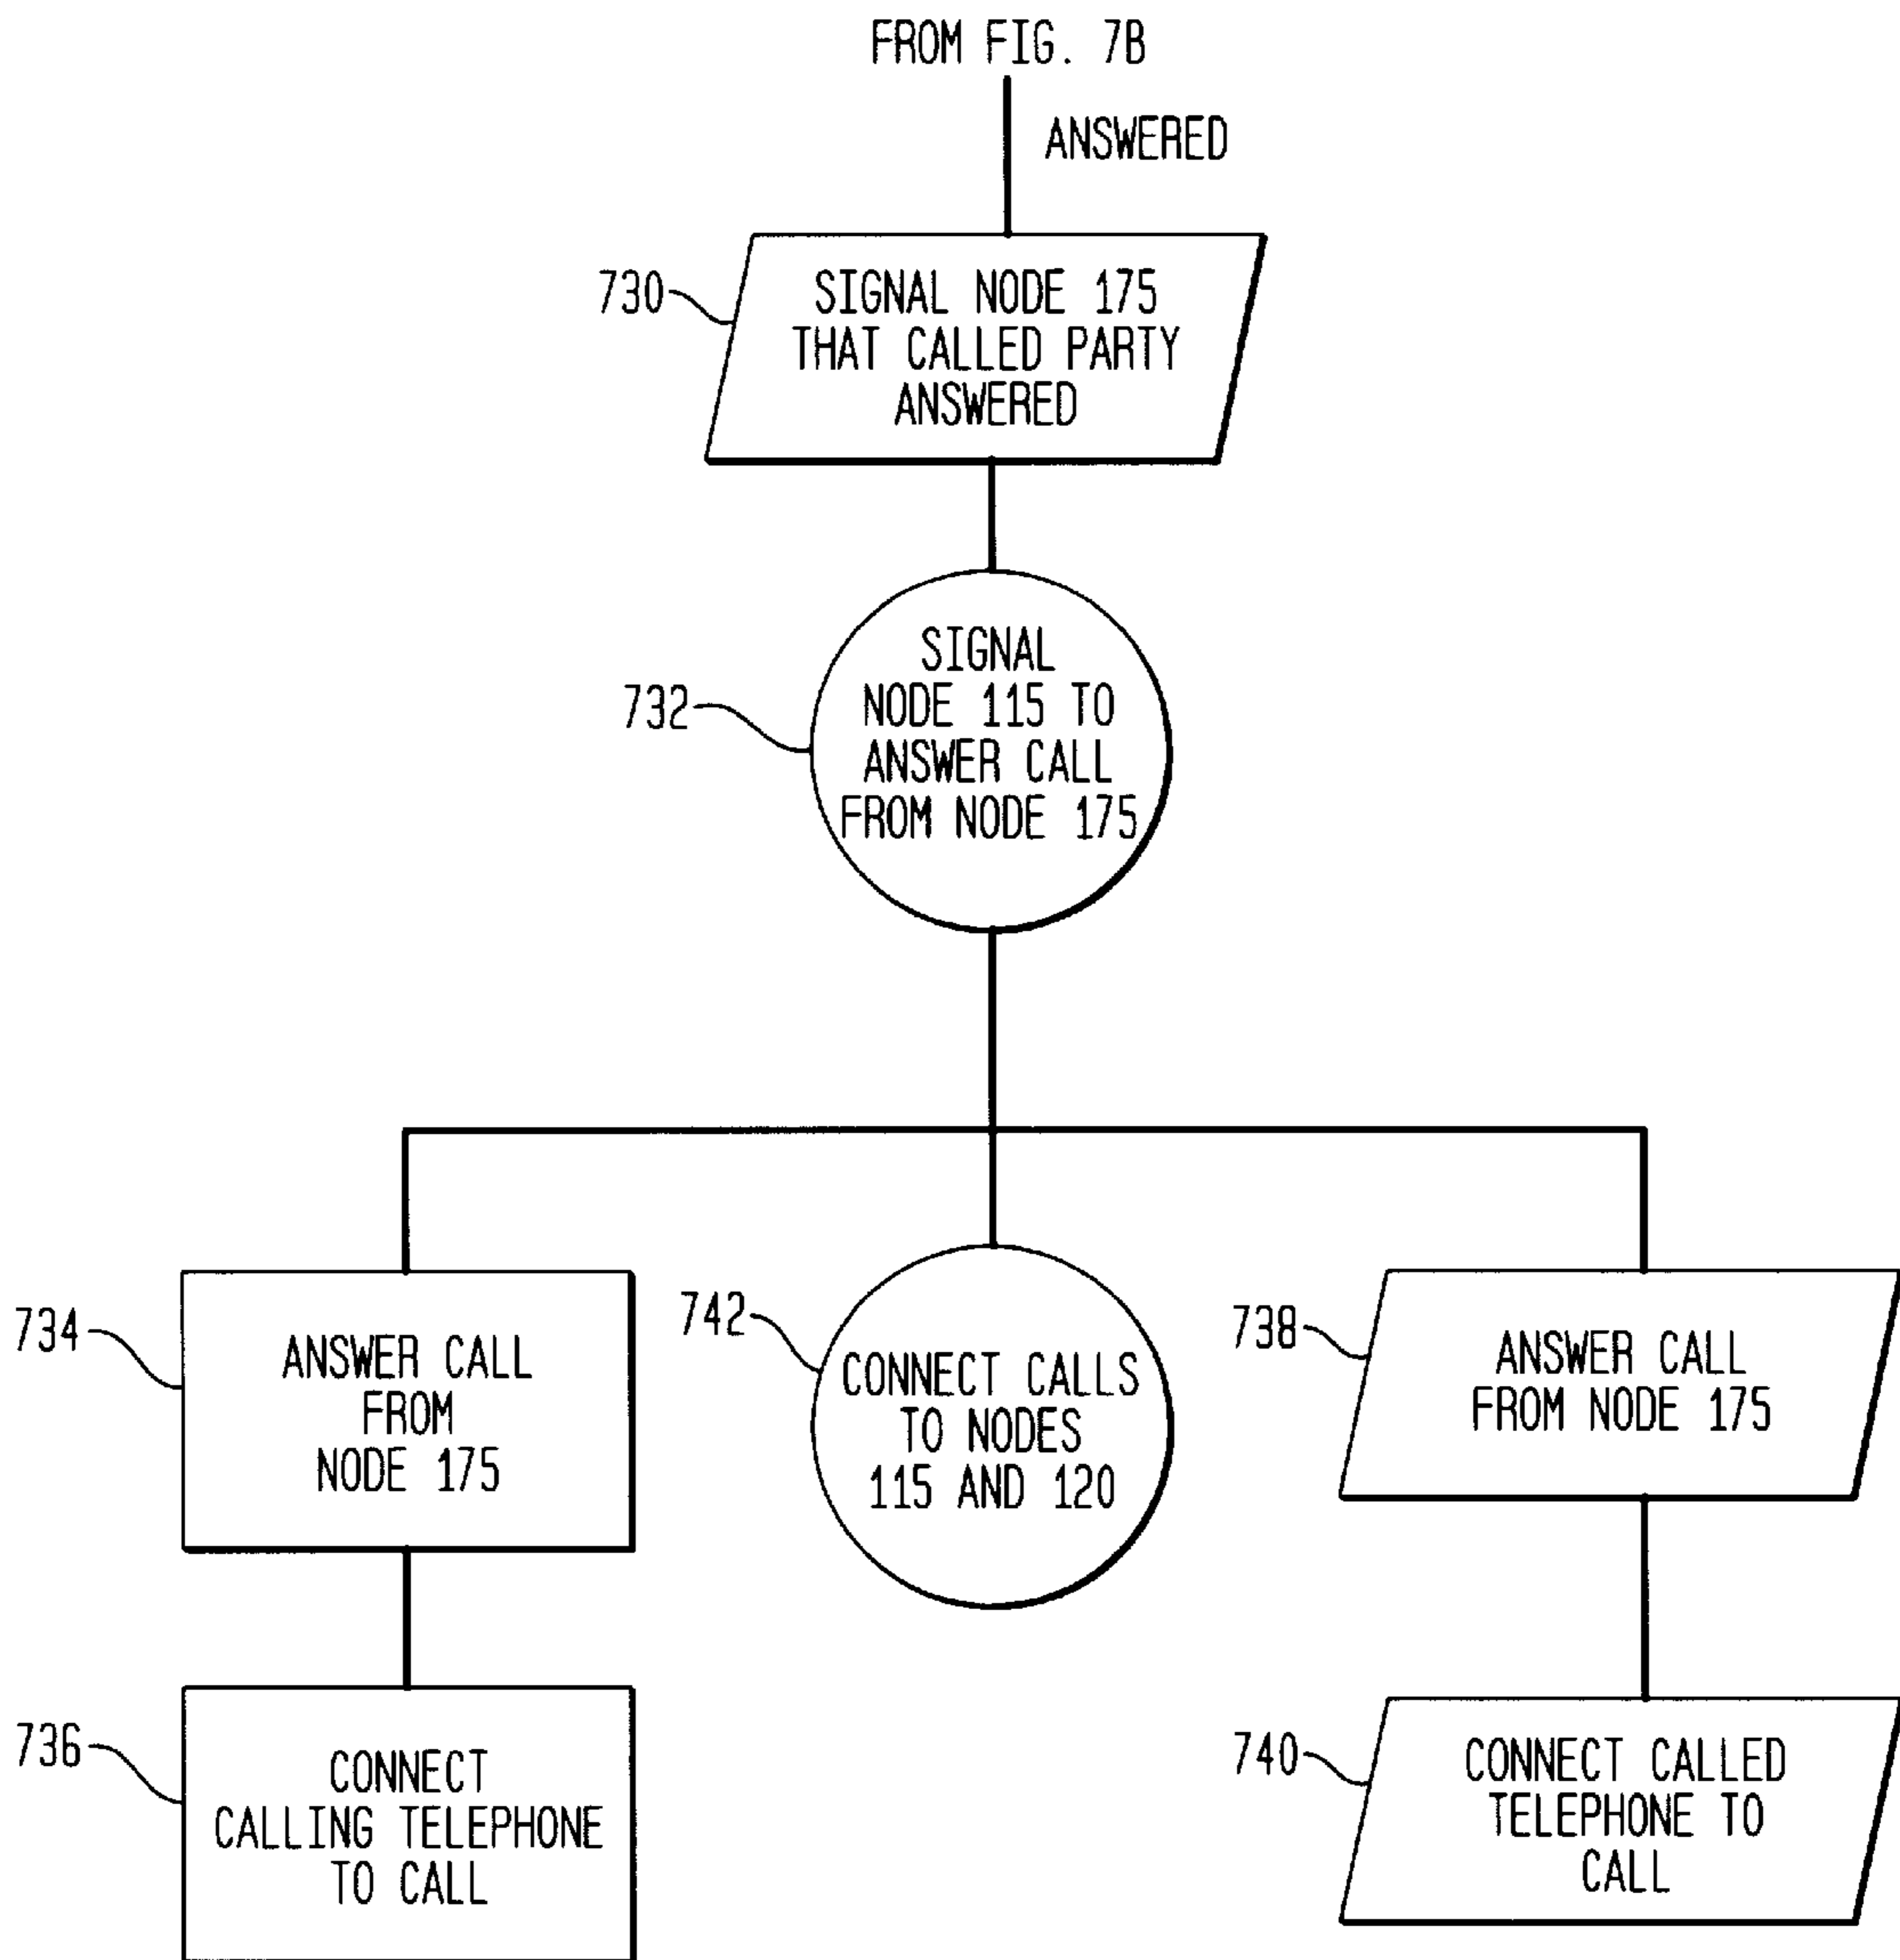 FROM FIG. 7B
ANSWERED
730
SIGNAL NODE 175
THAT CALLED PARTY
ANSWERED
732
SIGNAL
NODE 115 TO
ANSWER CALL
FROM NODE 175
734
ANSWER CALL
FROM
NODE 175
742
CONNECT CALLS
TO NODES
115 AND 120
738
ANSWER CALL
FROM NODE 175
736
CONNECT
CALLING TELEPHONE
TO CALL
740
CONNECT CALLED
TELEPHONE TO
CALL